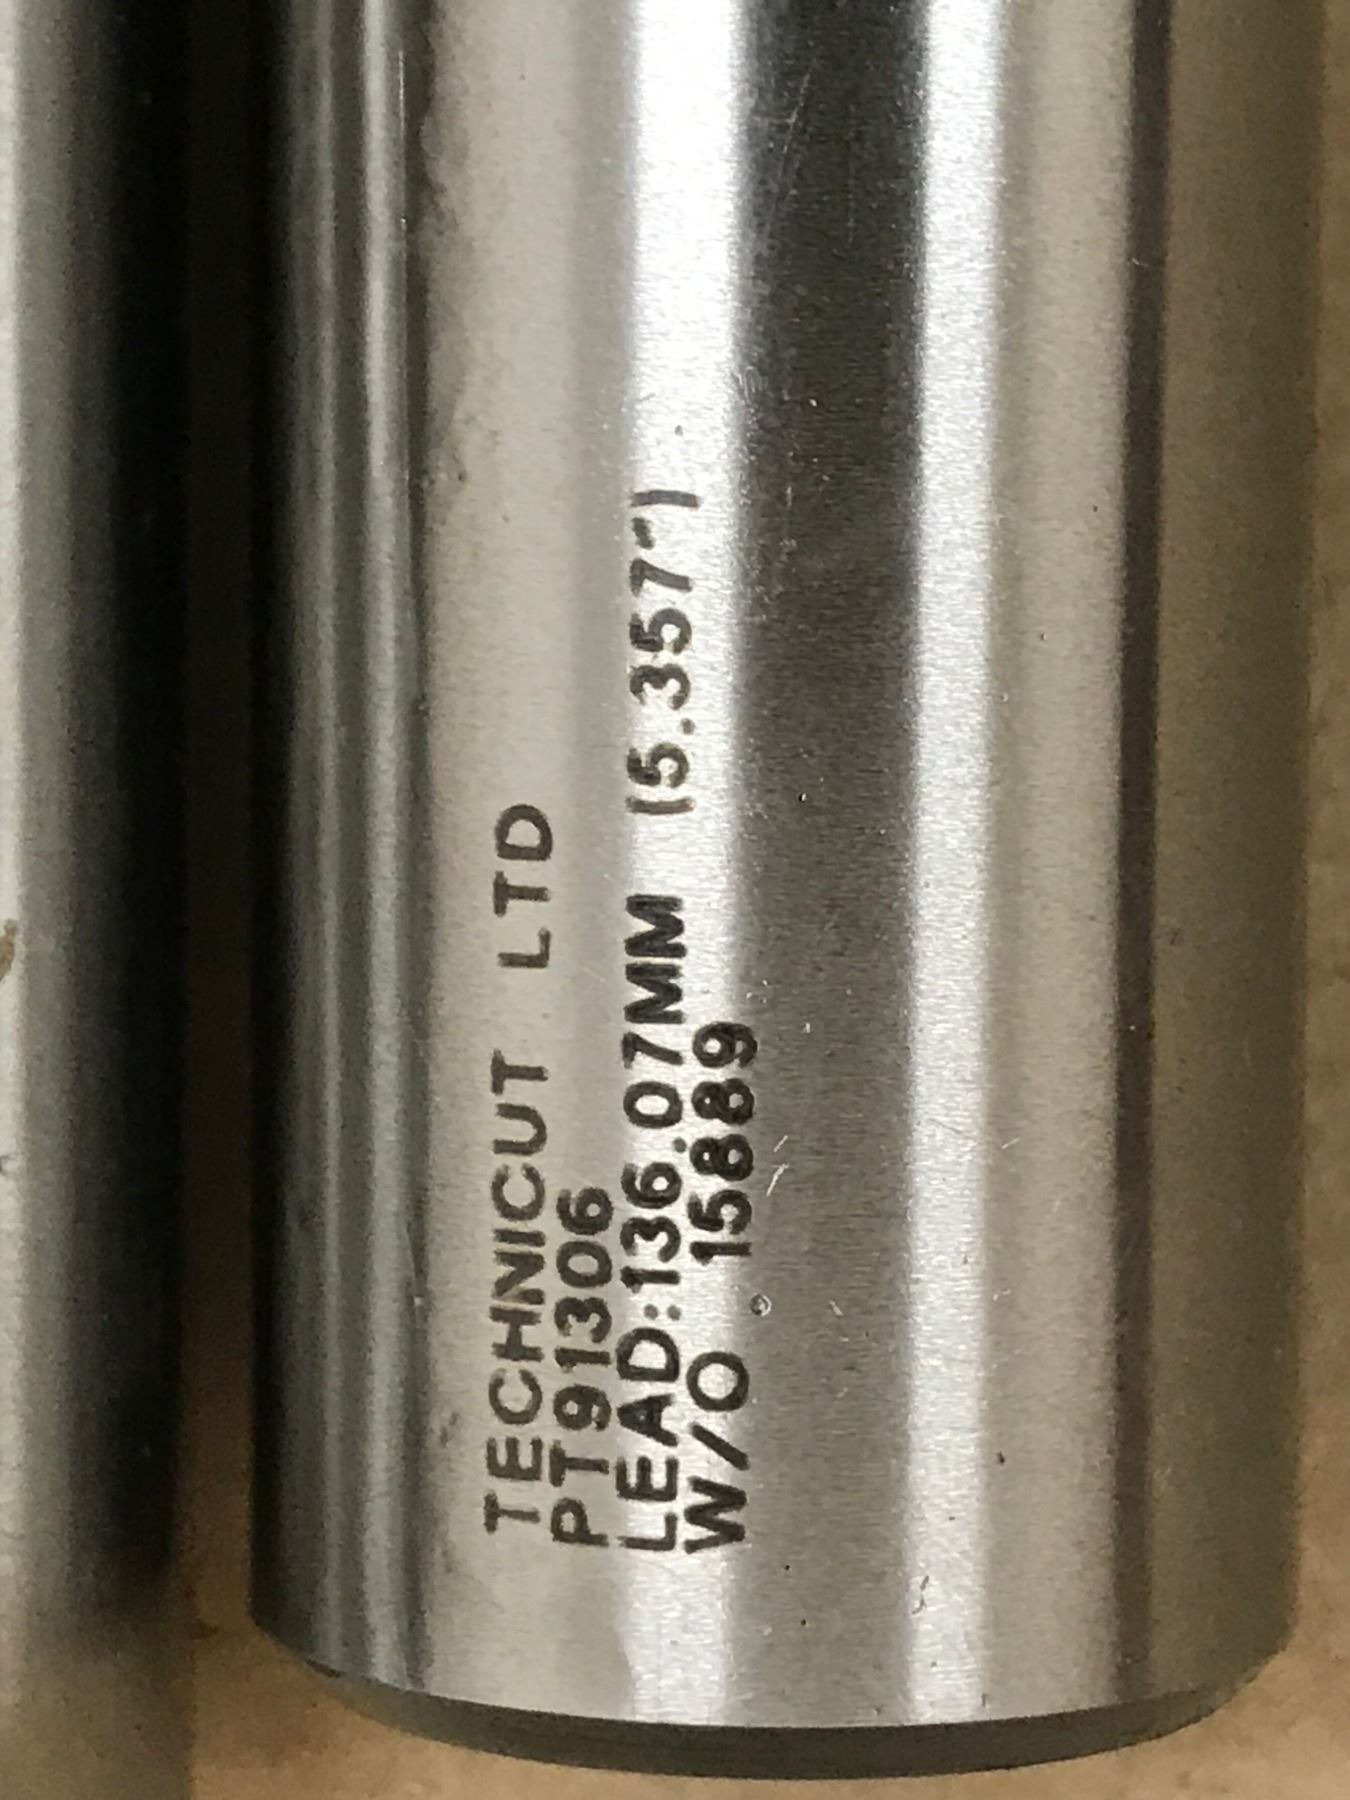 TECHNICUT LTD
PT91306
LEAD:136.07MM (5.357")
W/O 15889